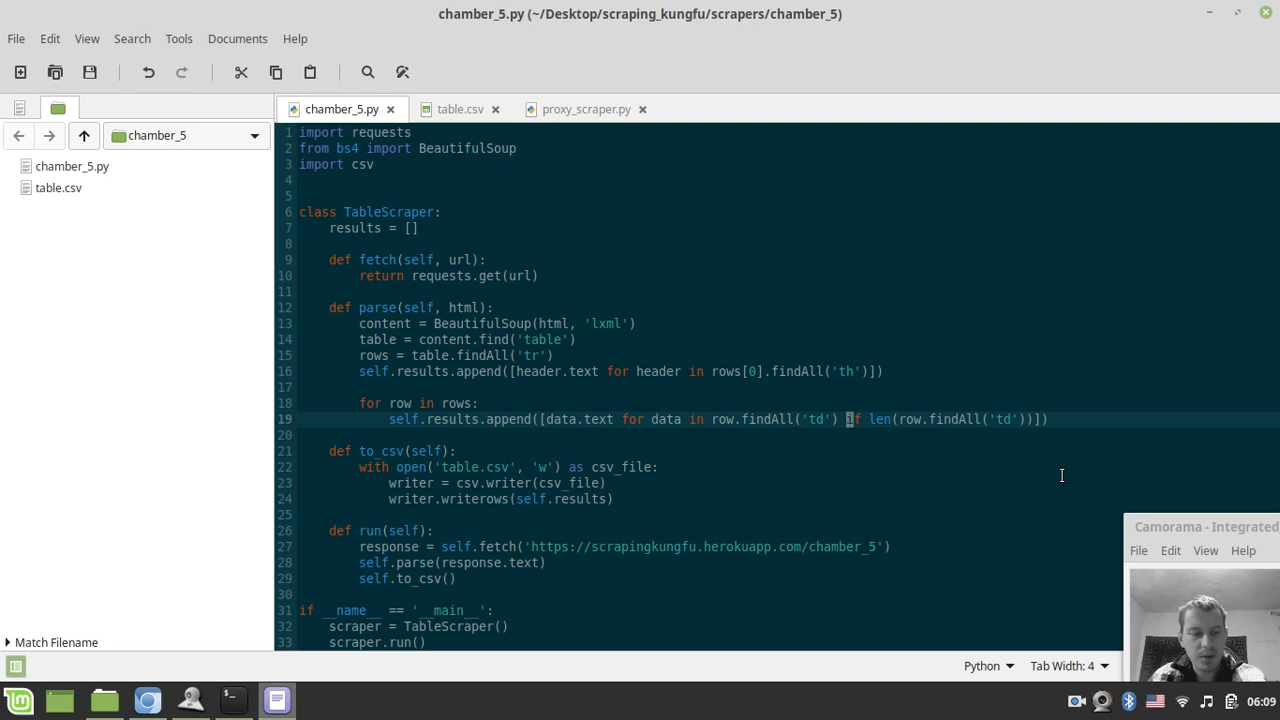 chamber_5.py (~/Desktop/scraping_kungfu/scrapers/chamber_5)
File Edit View Search Tools Documents Help
chamber_5.py table.csv proxy_scraper.py
chamber_5
chamber_5.py
table.csv
1 import requests
2 from bs4 import BeautifulSoup
3 import csv
4
5
6 class TableScraper:
7     results = []
8
9     def fetch(self, url):
10         return requests.get(url)
11
12     def parse(self, html):
13         content = BeautifulSoup(html, 'lxml')
14         table = content.find('table')
15         rows = table.findAll('tr')
16         self.results.append([header.text for header in rows[0].findAll('th')])
17
18         for row in rows:
19             self.results.append([data.text for data in row.findAll('td') if len(row.findAll('td'))])
20
21     def to_csv(self):
22         with open('table.csv', 'w') as csv_file:
23             writer = csv.writer(csv_file)
24             writer.writerows(self.results)
25
26     def run(self):
27         response = self.fetch('https://scrapingkungfu.herokuapp.com/chamber_5')
28         self.parse(response.text)
29         self.to_csv()
30
31 if __name__ == '__main__':
32     scraper = TableScraper()
33     scraper.run()
Camorama - Integrated
File Edit View Help
Match Filename
Python Tab Width: 4
06:09